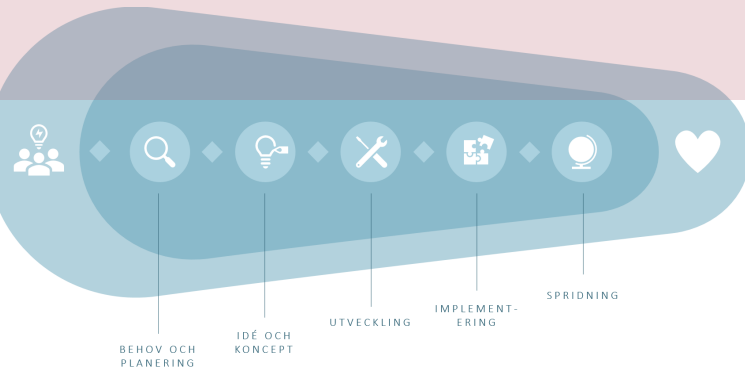 BEHOV OCH
PLANERING
IDÉ OCH
KONCEPT
UTVECKLING
IMPLEMENT-
ERING
SPRIDNING